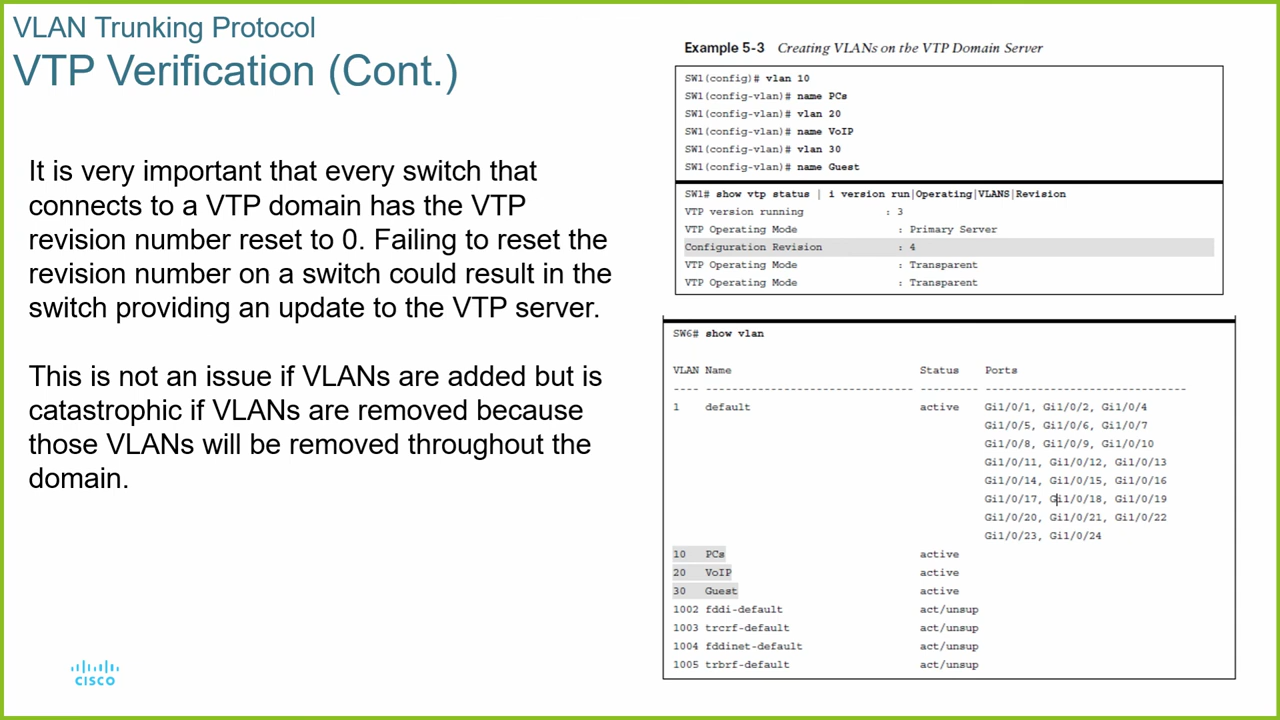 VLAN Trunking Protocol
VTP Verification (Cont.)
It is very important that every switch that
connects to a VTP domain has the VTP
revision number reset to 0. Failing to reset the
revision number on a switch could result in the
switch providing an update to the VTP server.
This is not an issue if VLANs are added but is
catastrophic if VLANs are removed because
those VLANs will be removed throughout the
domain.
CISCO
Example 5-3 Creating VLANs on the VTP Domain Server
SW1(config)# vlan 10
SW1(config-vlan)# name PCs
SW1(config-vlan)# vlan 20
SW1(config-vlan)# name VoIP
SW1(config-vlan)# vlan 30
SW1(config-vlan)# name Guest
SW1# show vtp status | i version run|Operating|VLANS|Revision
VTP version running : 3
VTP Operating Mode : Primary Server
Configuration Revision : 4
VTP Operating Mode : Transparent
VTP Operating Mode : Transparent
SW6# show vlan
VLAN Name Status Ports
---- -------------------------------- --------- -------------------------------
1 default active Gi1/0/1, Gi1/0/2, Gi1/0/4
Gi1/0/5, Gi1/0/6, Gi1/0/7
Gi1/0/8, Gi1/0/9, Gi1/0/10
Gi1/0/11, Gi1/0/12, Gi1/0/13
Gi1/0/14, Gi1/0/15, Gi1/0/16
Gi1/0/17, Gi1/0/18, Gi1/0/19
Gi1/0/20, Gi1/0/21, Gi1/0/22
Gi1/0/23, Gi1/0/24
10 PCs active
20 VoIP active
30 Guest active
1002 fddi-default act/unsup
1003 trcrf-default act/unsup
1004 fddinet-default act/unsup
1005 trbrf-default act/unsup